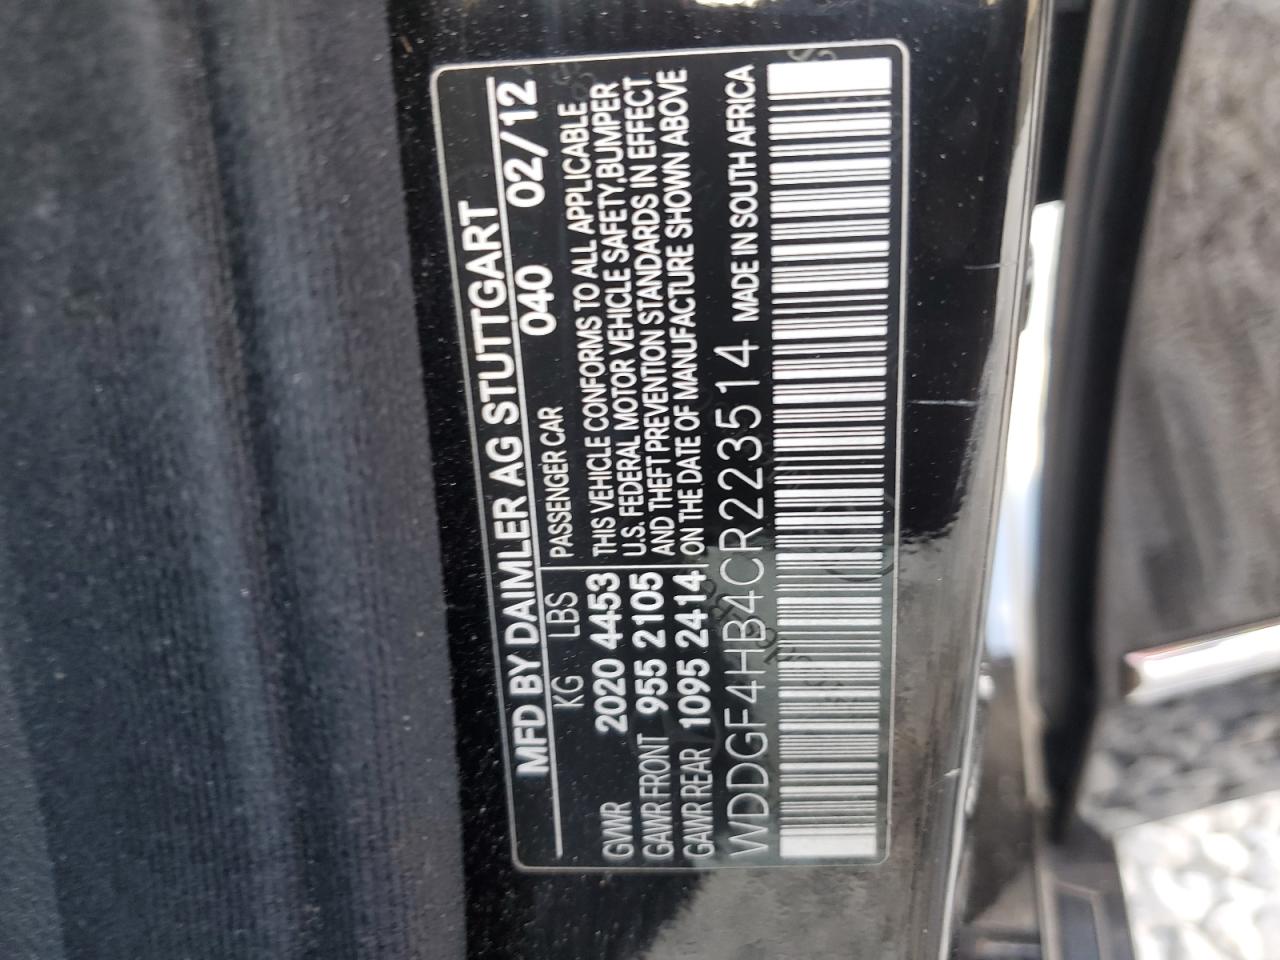 MFD BY DAIMLER AG STUTTGART
040 02/12
KG LBS PASSENGER CAR
GVWR 2020 4453 THIS VEHICLE CONFORMS TO ALL APPLICABLE
GAWR FRONT 955 2105 U.S. FEDERAL MOTOR VEHICLE SAFETY,BUMPER
GAWR REAR 1095 2414 AND THEFT PREVENTION STANDARDS IN EFFECT
ON THE DATE OF MANUFACTURE SHOWN ABOVE
WDDGF4HB4CR223514 MADE IN SOUTH AFRICA